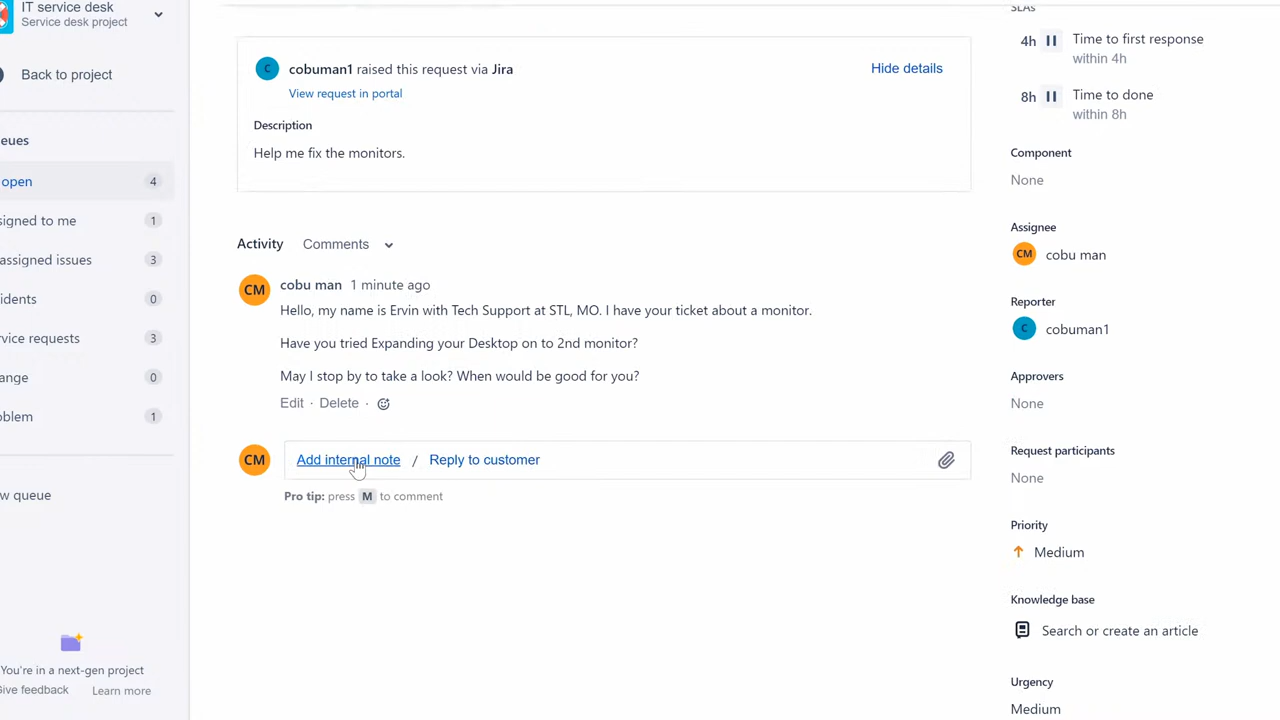 IT service desk
Service desk project
Back to project
eues
open 4
signed to me 1
assigned issues 3
idents 0
vice requests 3
ange 0
oblem 1
w queue
You're in a next-gen project
Give feedback Learn more
C cobuman1 raised this request via Jira Hide details
View request in portal
Description
Help me fix the monitors.
Activity Comments
CM cobu man 1 minute ago
Hello, my name is Ervin with Tech Support at STL, MO. I have your ticket about a monitor.
Have you tried Expanding your Desktop on to 2nd monitor?
May I stop by to take a look? When would be good for you?
Edit · Delete ·
CM Add internal note / Reply to customer
Pro tip: press M to comment
SLAs
4h Time to first response
within 4h
8h Time to done
within 8h
Component
None
Assignee
CM cobu man
Reporter
C cobuman1
Approvers
None
Request participants
None
Priority
Medium
Knowledge base
Search or create an article
Urgency
Medium